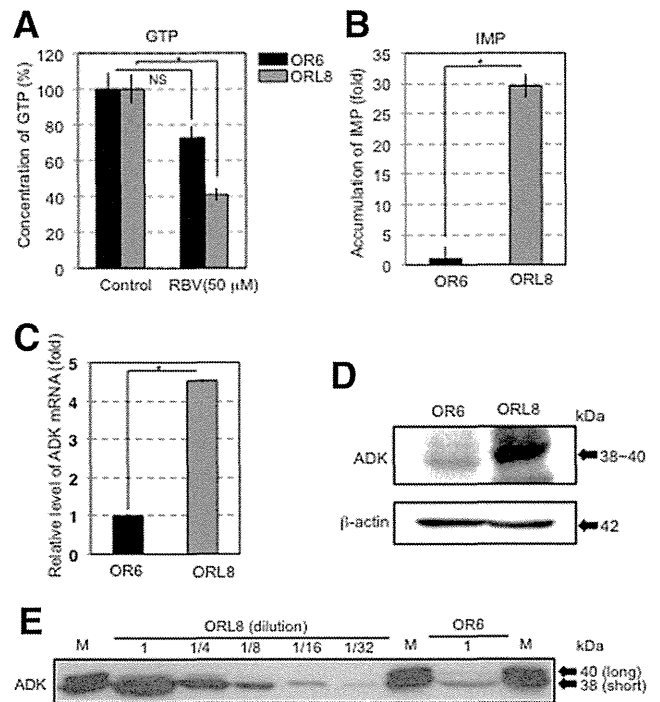 A
GTP
OR6
ORL8
NS
*
Concentration of GTP (%)
120
100
80
60
40
20
0
Control
RBV(50 μM)
B
IMP
*
Accumulation of IMP (fold)
35
30
25
20
15
10
5
0
OR6
ORL8
C
*
Relative level of ADK mRNA (fold)
5
4
3
2
1
0
OR6
ORL8
D
OR6
ORL8
kDa
ADK
38~40
β-actin
42
E
ORL8 (dilution)
OR6
M
1
1/4
1/8
1/16
1/32
M
1
M
kDa
ADK
40 (long)
38 (short)